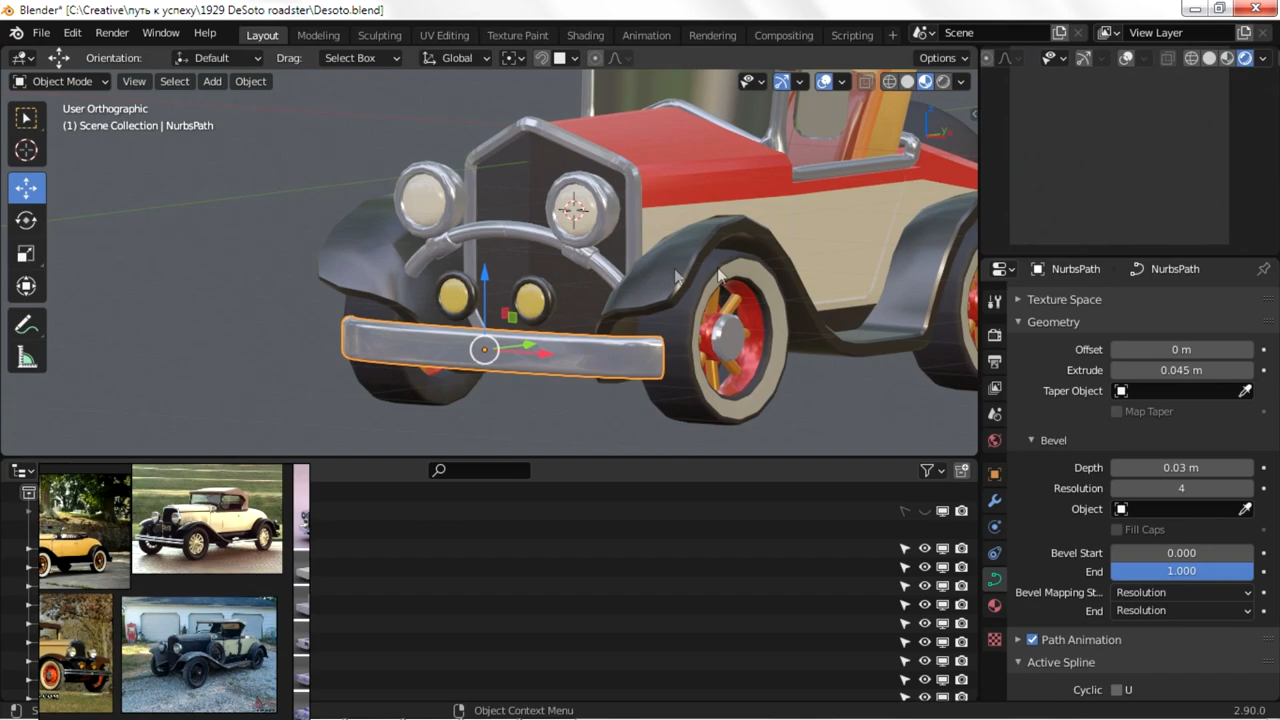 Blender* [C:\Creative\путь к успеху\1929 DeSoto roadster\Desoto.blend]
File Edit Render Window Help Layout Modeling Sculpting UV Editing Texture Paint Shading Animation Rendering Compositing Scripting + Scene View Layer
Orientation: Default Drag: Select Box Global Options
Object Mode View Select Add Object
User Orthographic
(1) Scene Collection | NurbsPath
NurbsPath NurbsPath
Texture Space
Geometry
Offset 0 m
Extrude 0.045 m
Taper Object
Map Taper
Bevel
Depth 0.03 m
Resolution 4
Object
Fill Caps
Bevel Start 0.000
End 1.000
Bevel Mapping St... Resolution
End Resolution
Path Animation
Active Spline
Cyclic U
S Object Context Menu 2.90.0